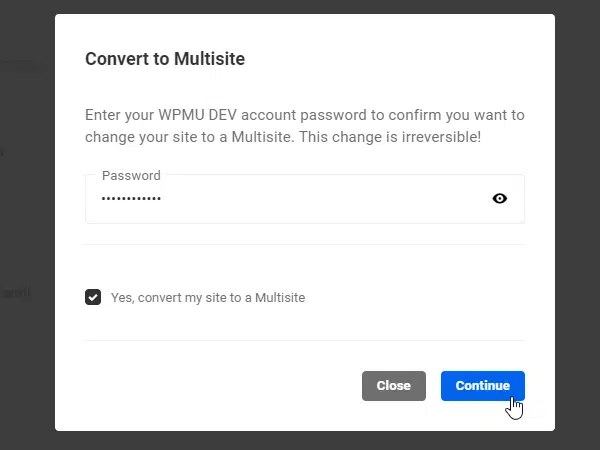 Convert to Multisite
Enter your WPMU DEV account password to confirm you want to
change your site to a Multisite. This change is irreversible!
Password
••••••••••••
Yes, convert my site to a Multisite
Close
Continue